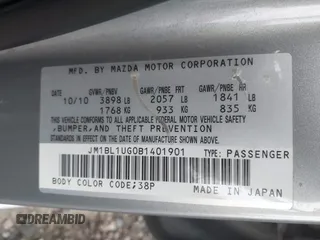 MFD. BY MAZDA MOTOR CORPORATION
GVWR/PNBV GAWR/PNBE FRT GAWR/PNBE RR
10/10 3898 LB 2057 LB 1841 LB
1768 KG 933 KG 835 KG
THIS VEHICLE CONFORMS TO ALL APPLICABLE FEDERAL MOTOR VEHICLE SAFETY,
BUMPER, AND THEFT PREVENTION
STANDARDS IN EFFECT ON THE DATE OF MANUFACTURE SHOWN ABOVE.
JM1BL1UG0B1401901 TYPE: PASSENGER
BODY COLOR CODE; 38P MADE IN JAPAN
DREAMBID.COM